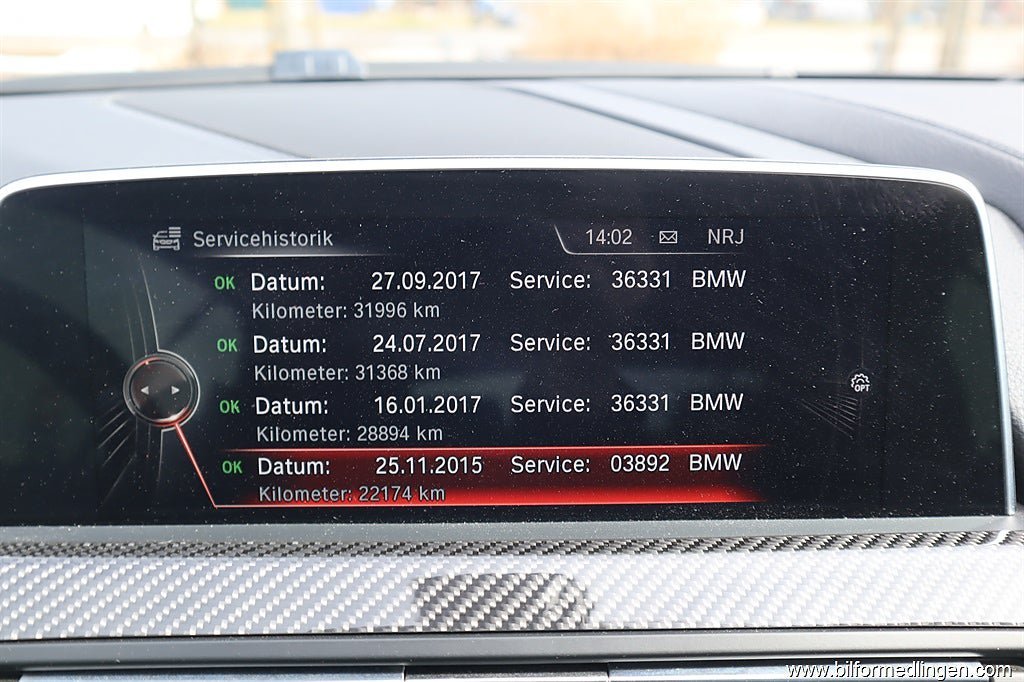 Servicehistorik 14:02 NRJ
OK Datum: 27.09.2017 Service: 36331 BMW
Kilometer: 31996 km
OK Datum: 24.07.2017 Service: 36331 BMW
Kilometer: 31368 km
OK Datum: 16.01.2017 Service: 36331 BMW
Kilometer: 28894 km
OPT
OK Datum: 25.11.2015 Service: 03892 BMW
Kilometer: 22174 km
www.bilformedlingen.com